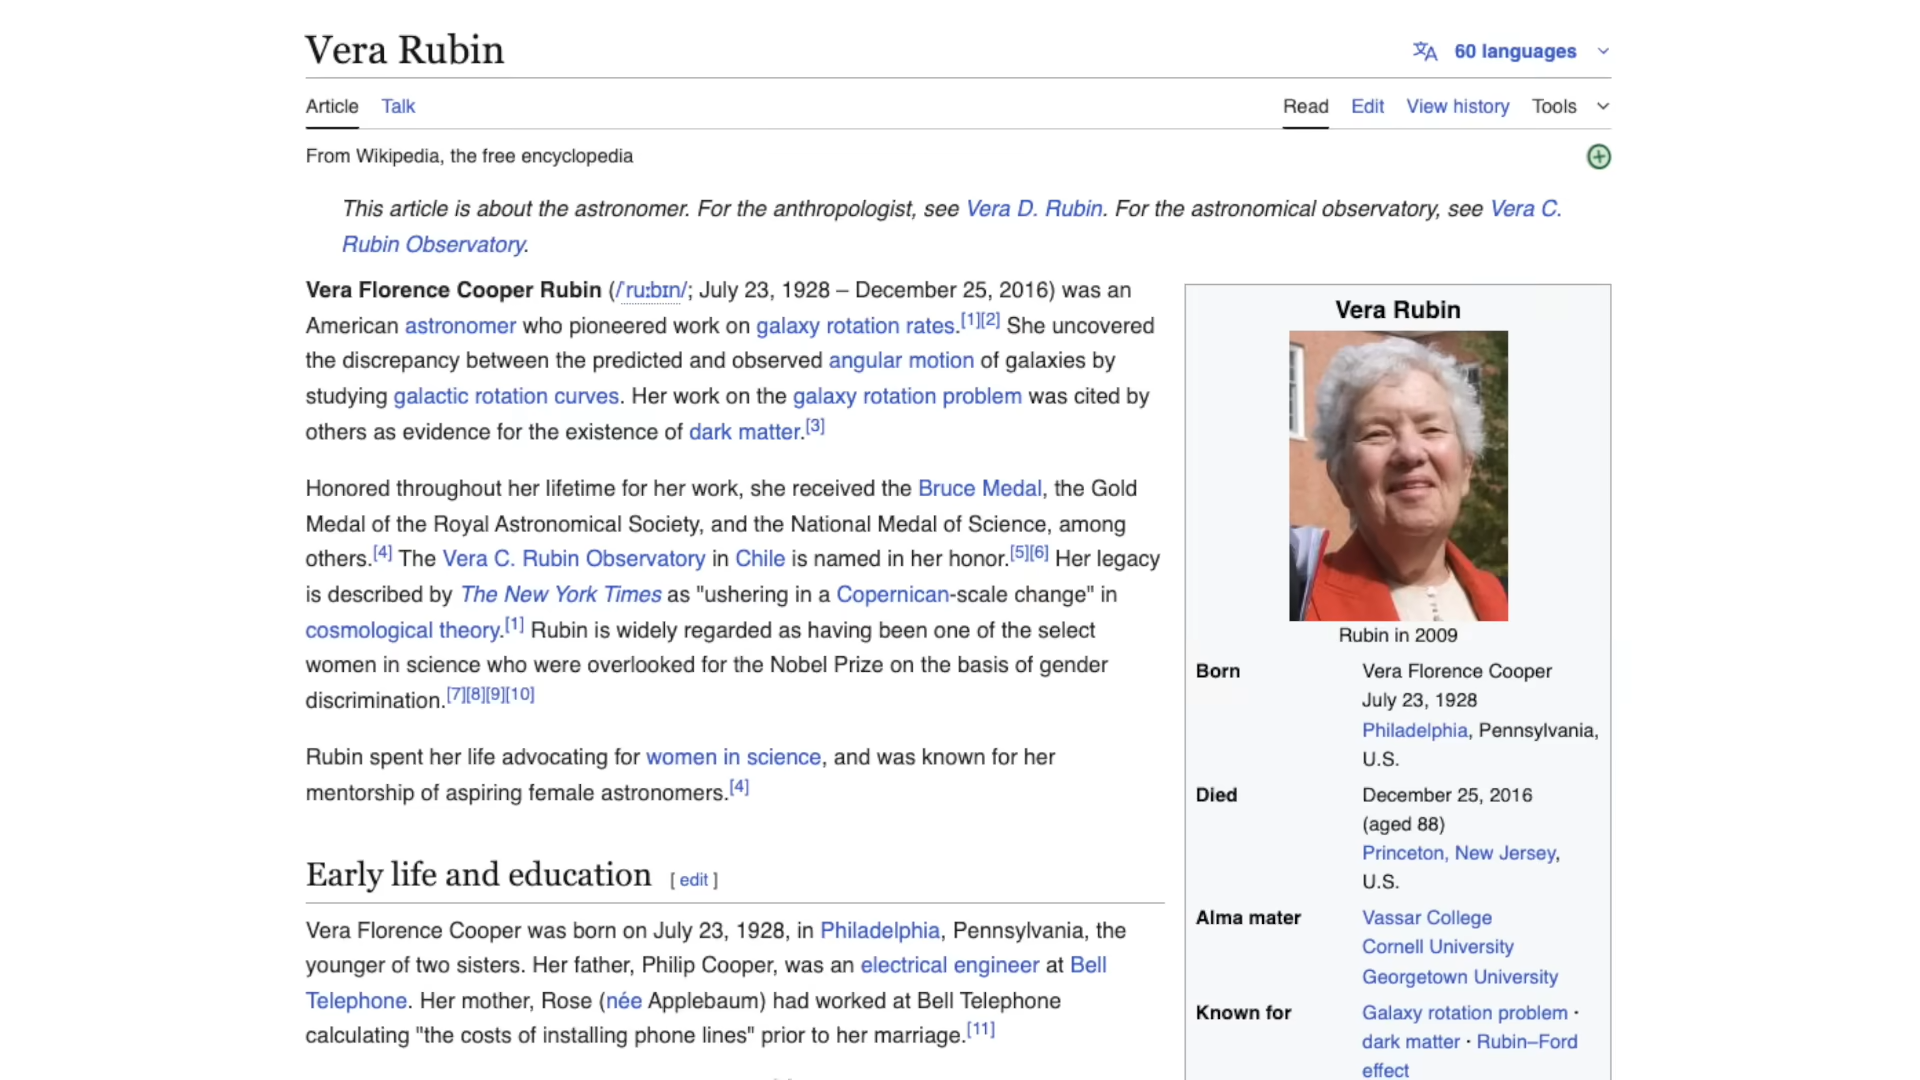 Vera Rubin
60 languages
Article Talk
Read Edit View history Tools
From Wikipedia, the free encyclopedia
This article is about the astronomer. For the anthropologist, see Vera D. Rubin. For the astronomical observatory, see Vera C.
Rubin Observatory.
Vera Florence Cooper Rubin (/ˈruːbɪn/; July 23, 1928 – December 25, 2016) was an
American astronomer who pioneered work on galaxy rotation rates.[1][2] She uncovered
the discrepancy between the predicted and observed angular motion of galaxies by
studying galactic rotation curves. Her work on the galaxy rotation problem was cited by
others as evidence for the existence of dark matter.[3]
Honored throughout her lifetime for her work, she received the Bruce Medal, the Gold
Medal of the Royal Astronomical Society, and the National Medal of Science, among
others.[4] The Vera C. Rubin Observatory in Chile is named in her honor.[5][6] Her legacy
is described by The New York Times as "ushering in a Copernican-scale change" in
cosmological theory.[1] Rubin is widely regarded as having been one of the select
women in science who were overlooked for the Nobel Prize on the basis of gender
discrimination.[7][8][9][10]
Rubin spent her life advocating for women in science, and was known for her
mentorship of aspiring female astronomers.[4]
Early life and education [ edit ]
Vera Florence Cooper was born on July 23, 1928, in Philadelphia, Pennsylvania, the
younger of two sisters. Her father, Philip Cooper, was an electrical engineer at Bell
Telephone. Her mother, Rose (née Applebaum) had worked at Bell Telephone
calculating "the costs of installing phone lines" prior to her marriage.[11]
Vera Rubin
Rubin in 2009
Born Vera Florence Cooper
July 23, 1928
Philadelphia, Pennsylvania,
U.S.
Died December 25, 2016
(aged 88)
Princeton, New Jersey,
U.S.
Alma mater Vassar College
Cornell University
Georgetown University
Known for Galaxy rotation problem ·
dark matter · Rubin–Ford
effect